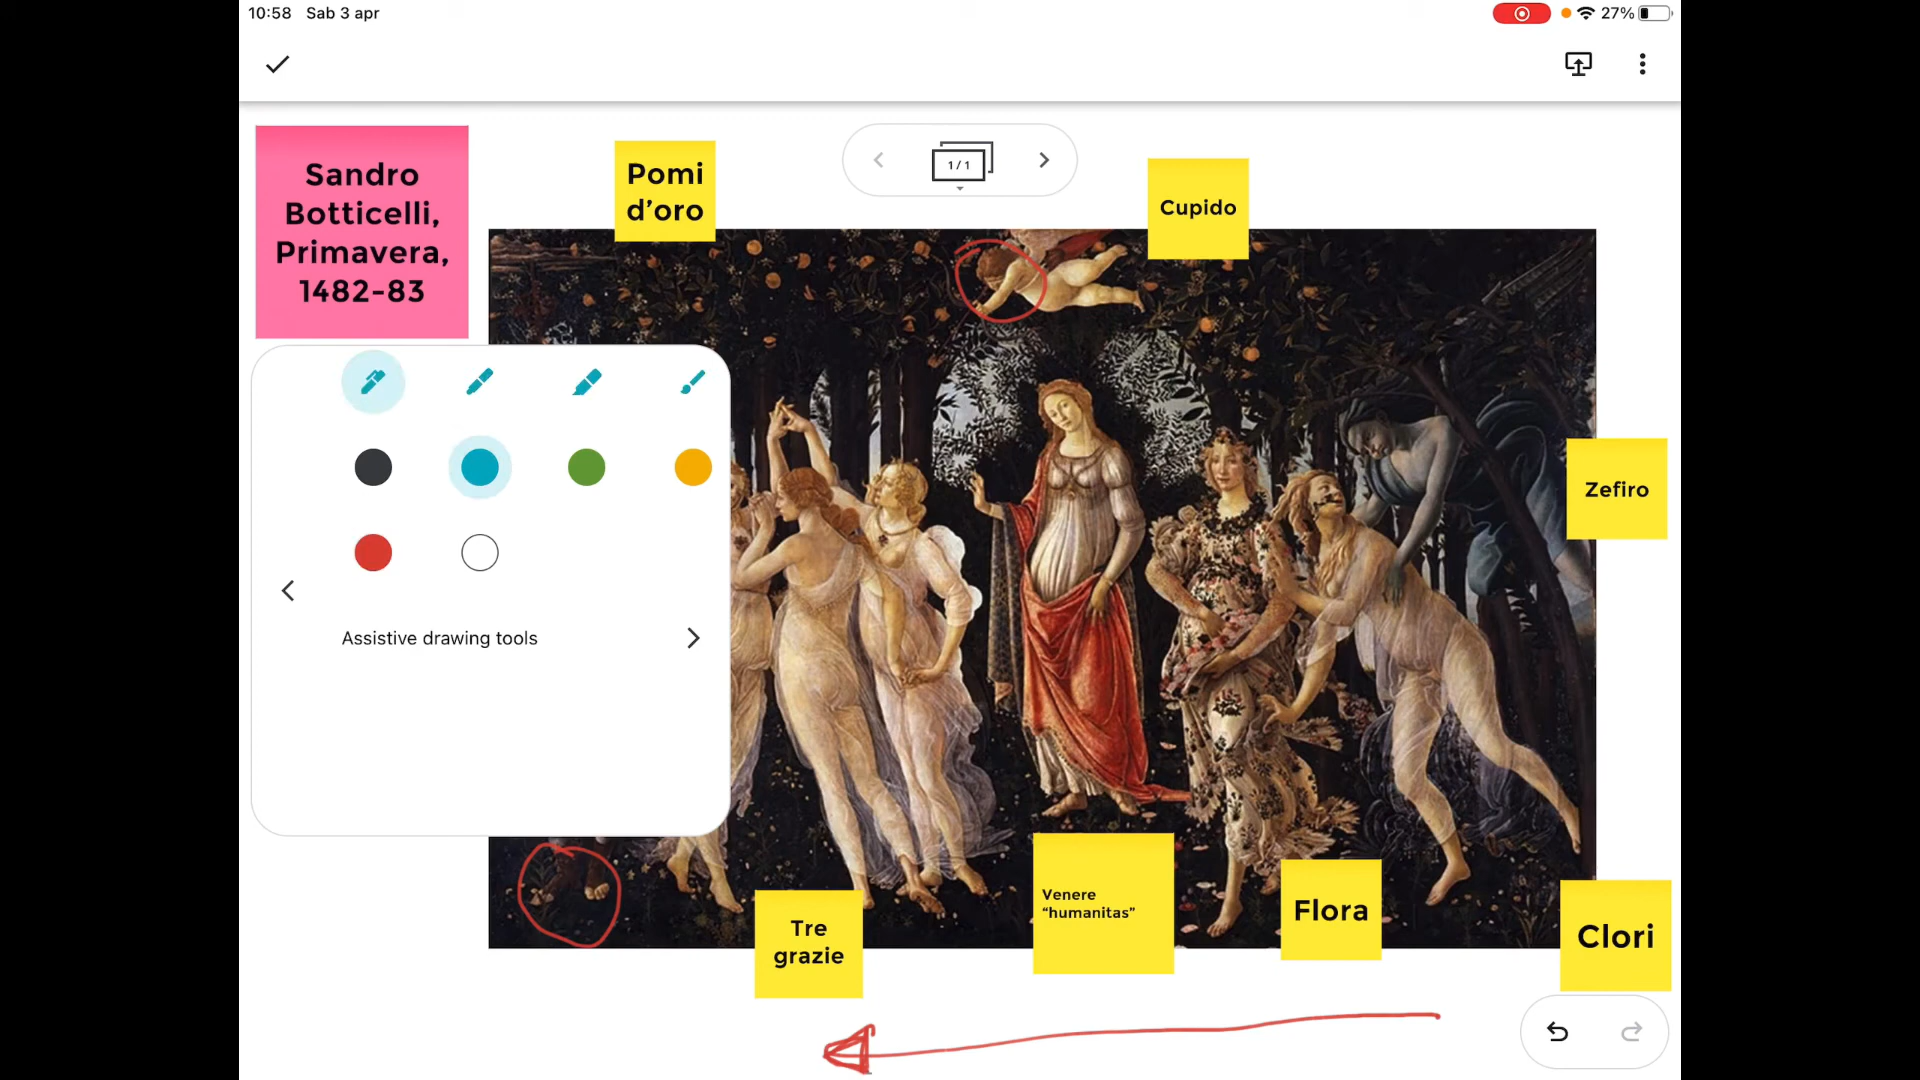 10:58 Sab 3 apr
27%
Sandro
Botticelli,
Primavera,
1482-83
Pomi
d’oro
1/1
Cupido
Zefiro
Assistive drawing tools
Tre
grazie
Venere
“humanitas”
Flora
Clori